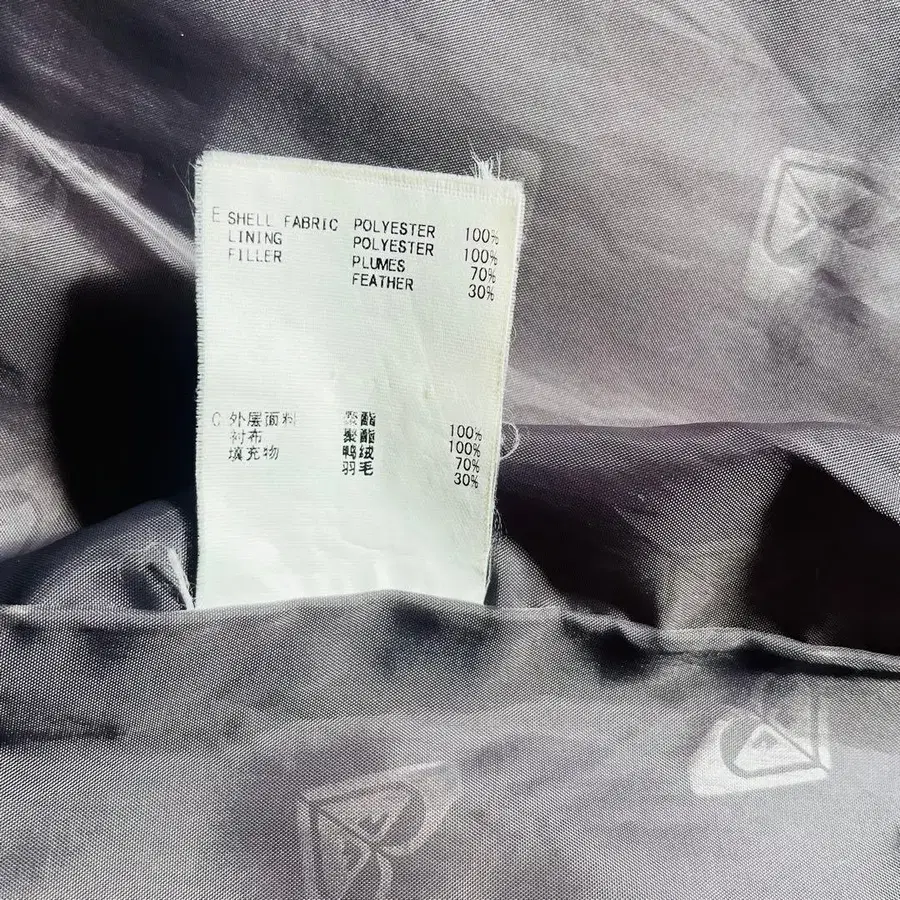 E SHELL FABRIC POLYESTER 100%
LINING POLYESTER 100%
FILLER PLUMES 70%
FEATHER 30%
C 外层面料 聚酯 100%
衬布 聚酯 100%
填充物 鸭绒 70%
羽毛 30%